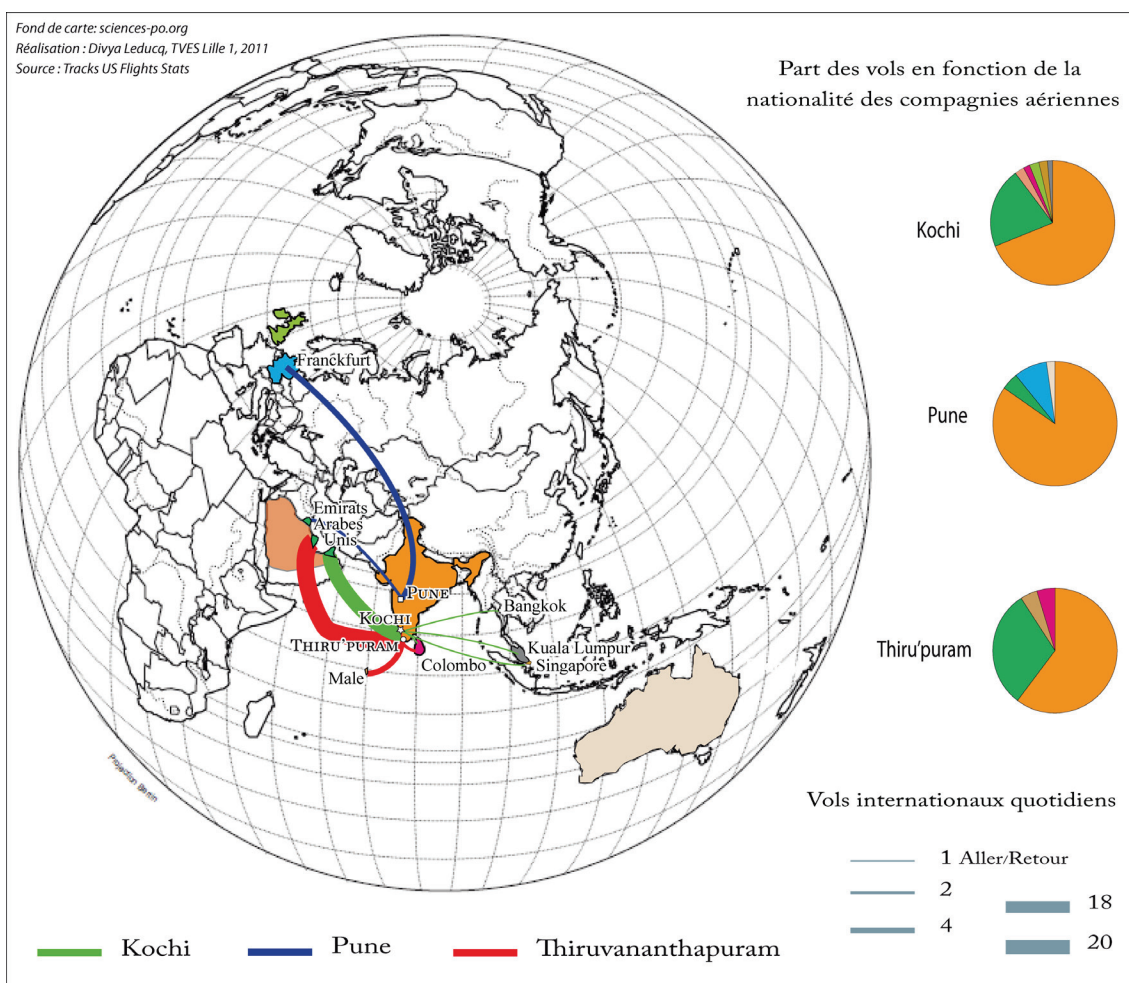 Fond de carte: sciences-po.org
Réalisation : Divya Leducq, TVES Lille 1, 2011
Source : Tracks US Flights Stats
Part des vols en fonction de la
nationalité des compagnies aériennes
Kochi
Pune
Thiru'puram
Franckfurt
Emirats
Arabes
Unis
Pune
Kochi
Thiru'puram
Bangkok
Kuala Lumpur
Singapore
Colombo
Male
Projection Bertin
Vols internationaux quotidiens
1 Aller/Retour
2
4
18
20
Kochi
Pune
Thiruvananthapuram